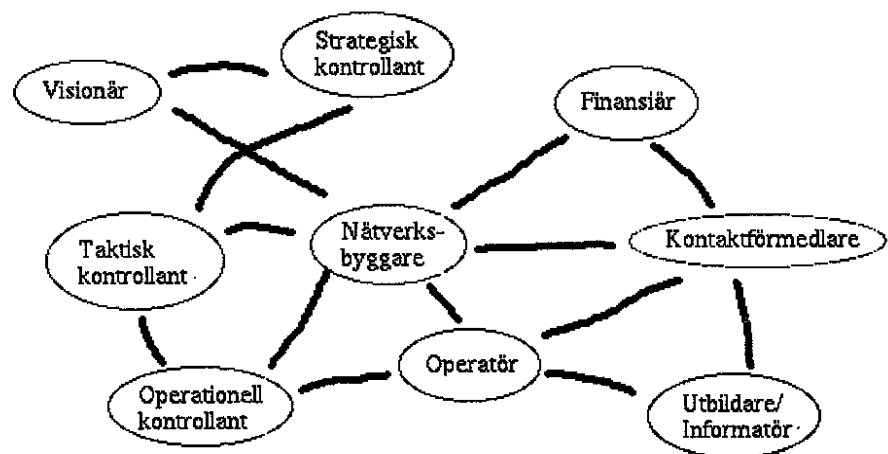 Strategisk
kontrollant
Visionär
Finansiär
Taktisk
kontrollant
Nätverks-
byggare
Kontaktförmedlare
Operatör
Operationell
kontrollant
Utbildare/
Informatör